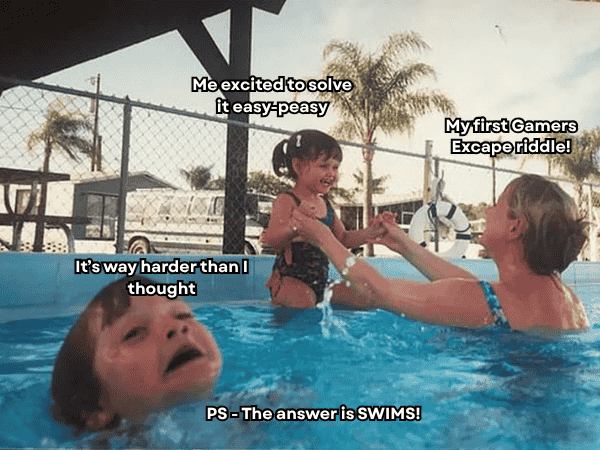 Me excited to solve
it easy-peasy
My first Gamers
Excape riddle!
It's way harder than I
thought
PS - The answer is SWIMS!